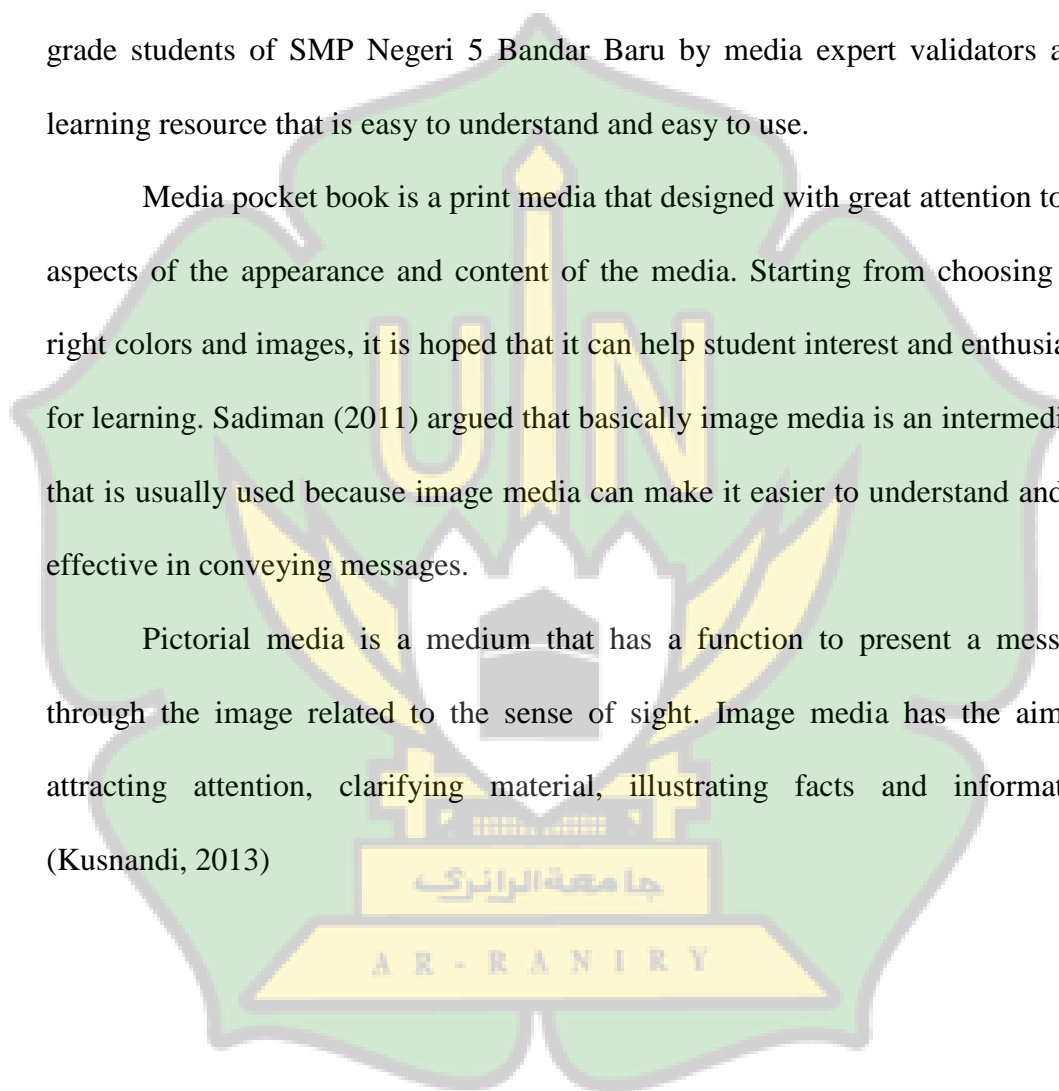 grade students of SMP Negeri 5 Bandar Baru by media expert validators a
learning resource that is easy to understand and easy to use.
Media pocket book is a print media that designed with great attention to
aspects of the appearance and content of the media. Starting from choosing
right colors and images, it is hoped that it can help student interest and enthusia
for learning. Sadiman (2011) argued that basically image media is an intermedi
that is usually used because image media can make it easier to understand and
effective in conveying messages.
Pictorial media is a medium that has a function to present a mess
through the image related to the sense of sight. Image media has the aim
attracting attention, clarifying material, illustrating facts and informat
(Kusnandi, 2013)
UIN
جامعة الرانري
AR-RANIRY